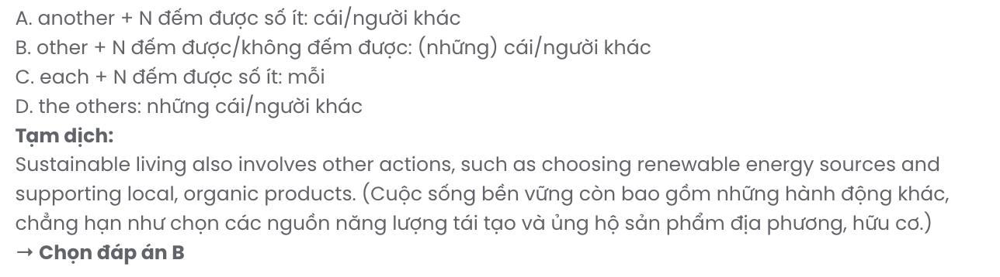 A. another + N đếm được số ít: cái/người khác
B. other + N đếm được/không đếm được: (những) cái/người khác
C. each + N đếm được số ít: mỗi
D. the others: những cái/người khác
Tạm dịch:
Sustainable living also involves other actions, such as choosing renewable energy sources and
supporting local, organic products. (Cuộc sống bền vững còn bao gồm những hành động khác,
chẳng hạn như chọn các nguồn năng lượng tái tạo và ủng hộ sản phẩm địa phương, hữu cơ.)
→ Chọn đáp án B